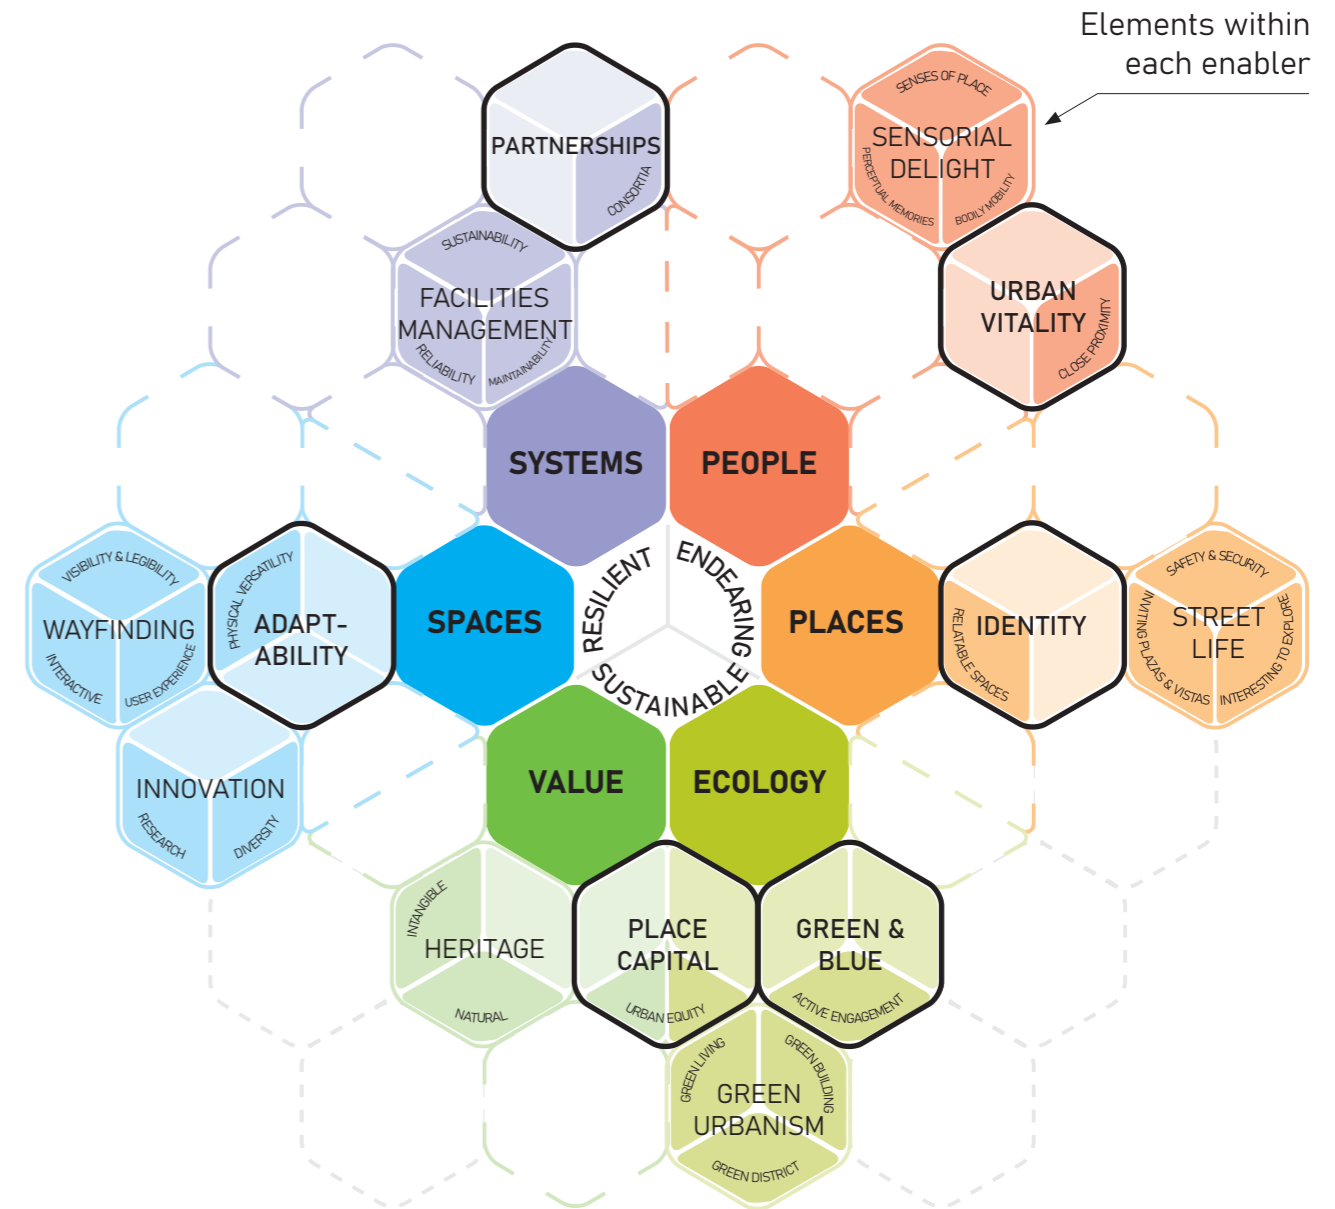 Elements within
each enabler
PARTNERSHIPS
CONSORTIA
SENSES OF PLACE
SENSORIAL
DELIGHT
PERCEPTUAL MEMORIES
BODILY MOBILITY
SUSTAINABILITY
FACILITIES
MANAGEMENT
RELIABILITY
MAINTAINABILITY
URBAN
VITALITY
CLOSE PROXIMITY
SYSTEMS
PEOPLE
VISIBILITY & LEGIBILITY
WAYFINDING
INTERACTIVE
USER EXPERIENCE
PHYSICAL VERSATILITY
ADAPT-
ABILITY
SPACES
RESILIENT
ENDEARING
SUSTAINABLE
PLACES
IDENTITY
RELATABLE SPACES
SAFETY & SECURITY
STREET
LIFE
INVITING PLAZAS & VISTAS
INTERESTING TO EXPLORE
INNOVATION
RESEARCH
DIVERSITY
VALUE
ECOLOGY
INTANGIBLE
HERITAGE
NATURAL
PLACE
CAPITAL
URBAN EQUITY
GREEN &
BLUE
ACTIVE ENGAGEMENT
GREEN LIVING
GREEN BUILDING
GREEN
URBANISM
GREEN DISTRICT